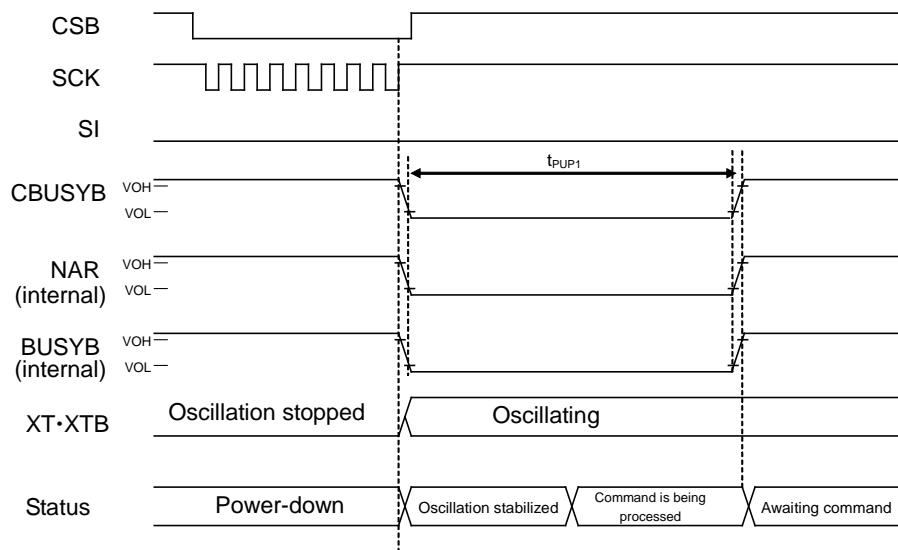 CSB
SCK
SI
t_PUP1
CBUSYB
VOH
VOL
NAR
(internal)
VOH
VOL
BUSYB
(internal)
VOH
VOL
XT・XTB
Oscillation stopped
Oscillating
Status
Power-down
Oscillation stabilized
Command is being
processed
Awaiting command